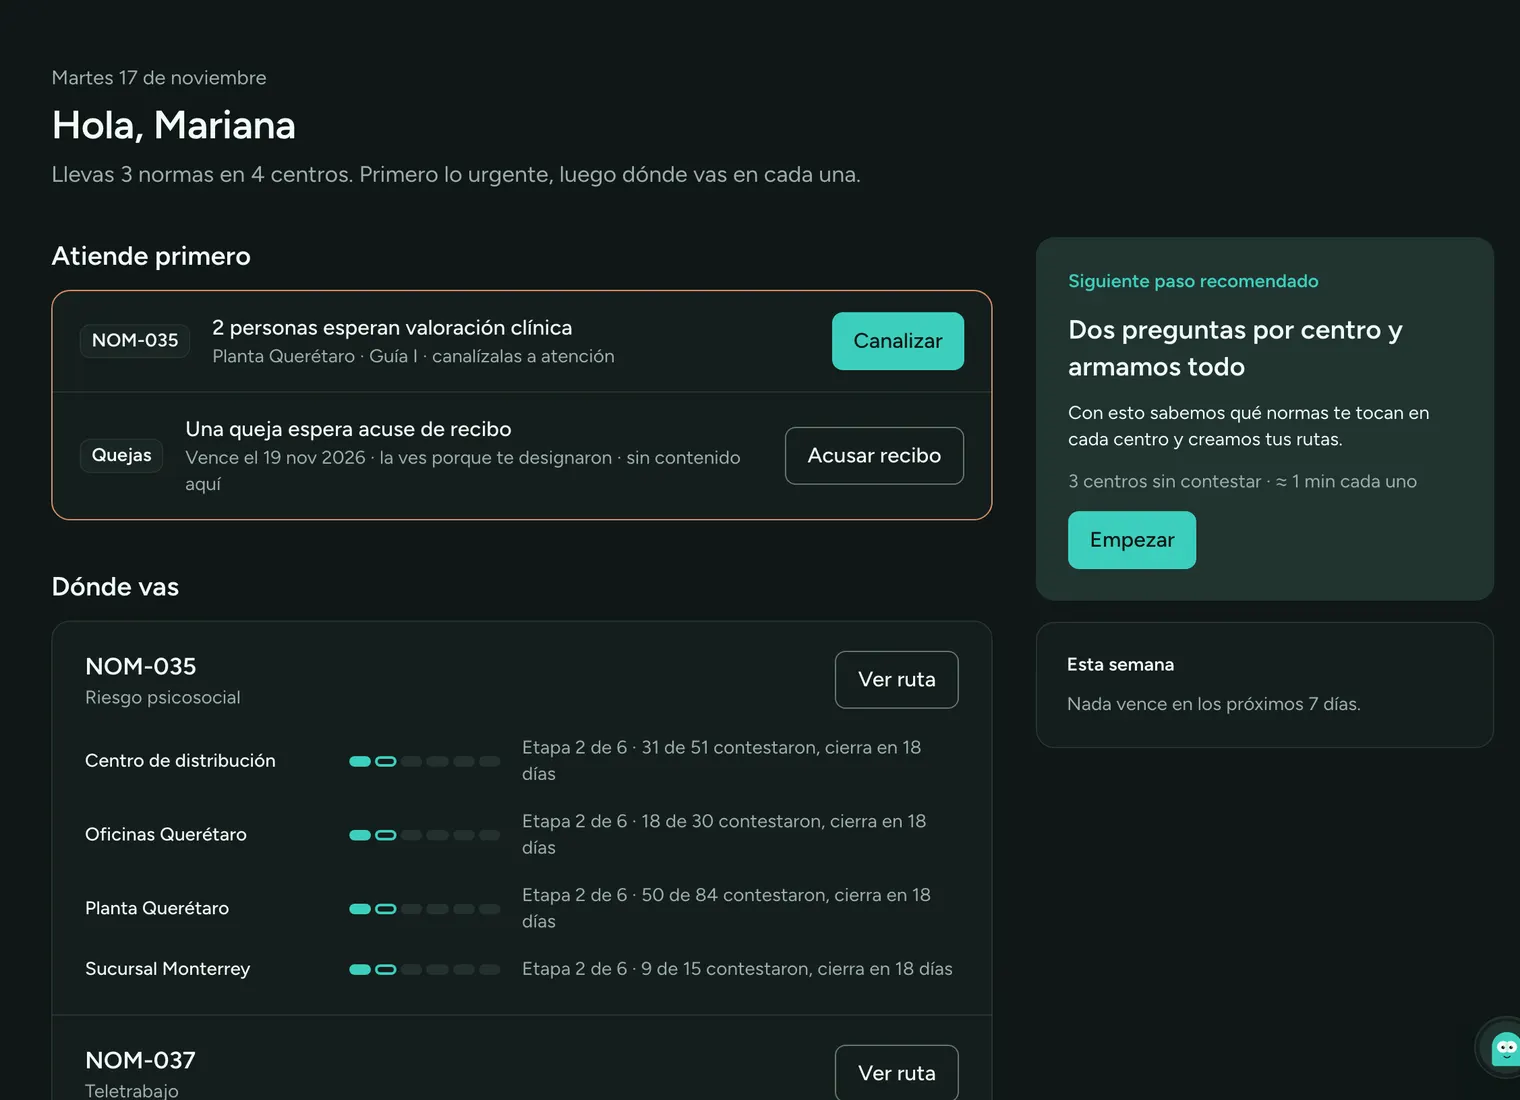 Martes 17 de noviembre
Hola, Mariana
Llevas 3 normas en 4 centros. Primero lo urgente, luego dónde vas en cada una.
Atiende primero
NOM-035
2 personas esperan valoración clínica
Planta Querétaro · Guía I · canalízalas a atención
Canalizar
Quejas
Una queja espera acuse de recibo
Vence el 19 nov 2026 · la ves porque te designaron · sin contenido
aquí
Acusar recibo
Siguiente paso recomendado
Dos preguntas por centro y
armamos todo
Con esto sabemos qué normas te tocan en
cada centro y creamos tus rutas.
3 centros sin contestar · ≈ 1 min cada uno
Empezar
Esta semana
Nada vence en los próximos 7 días.
Dónde vas
NOM-035
Riesgo psicosocial
Ver ruta
Centro de distribución
Etapa 2 de 6 · 31 de 51 contestaron, cierra en 18
días
Oficinas Querétaro
Etapa 2 de 6 · 18 de 30 contestaron, cierra en 18
días
Planta Querétaro
Etapa 2 de 6 · 50 de 84 contestaron, cierra en 18
días
Sucursal Monterrey
Etapa 2 de 6 · 9 de 15 contestaron, cierra en 18 días
NOM-037
Teletrabajo
Ver ruta